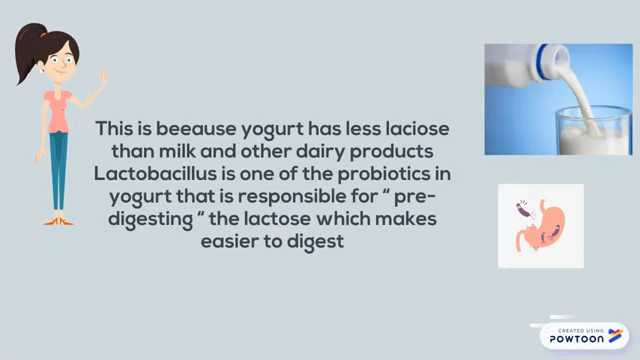 This is beeause yogurt has less laciose
than milk and other dairy products
Lactobacillus is one of the probiotics in
yogurt that is responsible for “ pre-
digesting “ the lactose which makes
easier to digest
CREATED USING
POWTOON